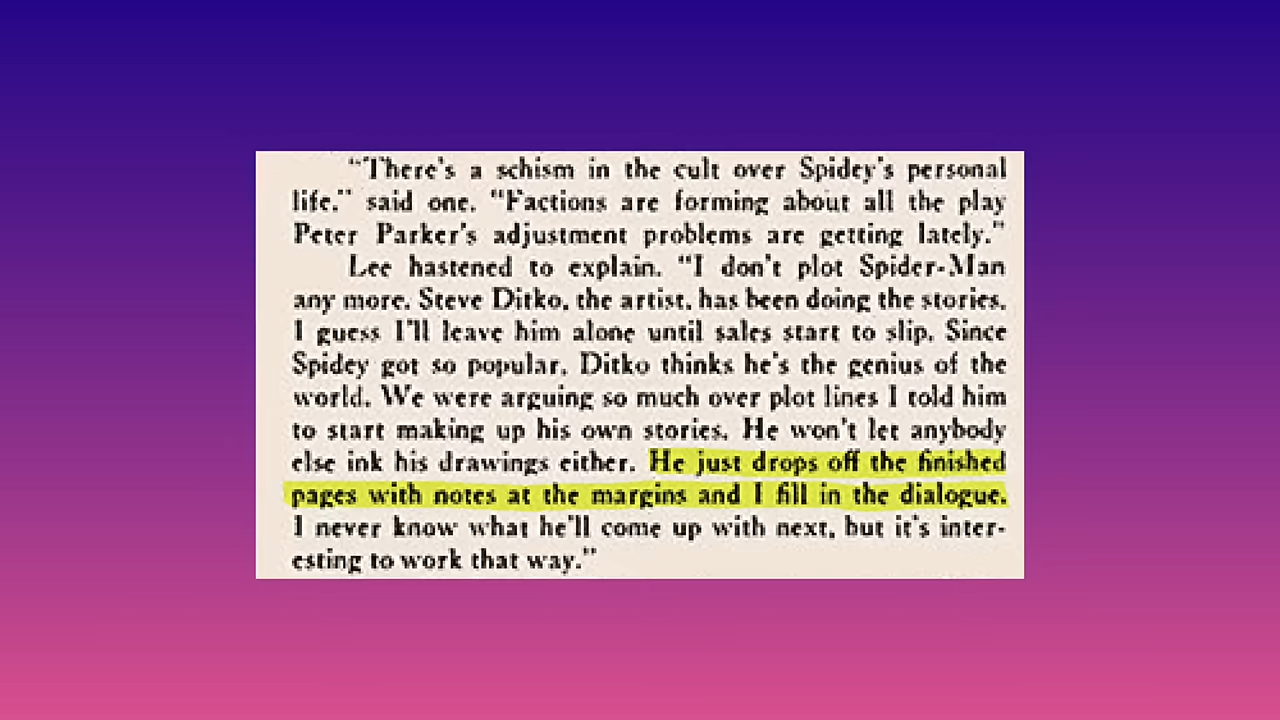 "There's a schism in the cult over Spidey's personal
life." said one. "Factions are forming about all the play
Peter Parker's adjustment problems are getting lately."
Lee hastened to explain. "I don't plot Spider-Man
any more. Steve Ditko, the artist, has been doing the stories.
I guess I'll leave him alone until sales start to slip. Since
Spidey got so popular, Ditko thinks he's the genius of the
world. We were arguing so much over plot lines I told him
to start making up his own stories. He won't let anybody
else ink his drawings either. He just drops off the finished
pages with notes at the margins and I fill in the dialogue.
I never know what he'll come up with next, but it's inter-
esting to work that way."